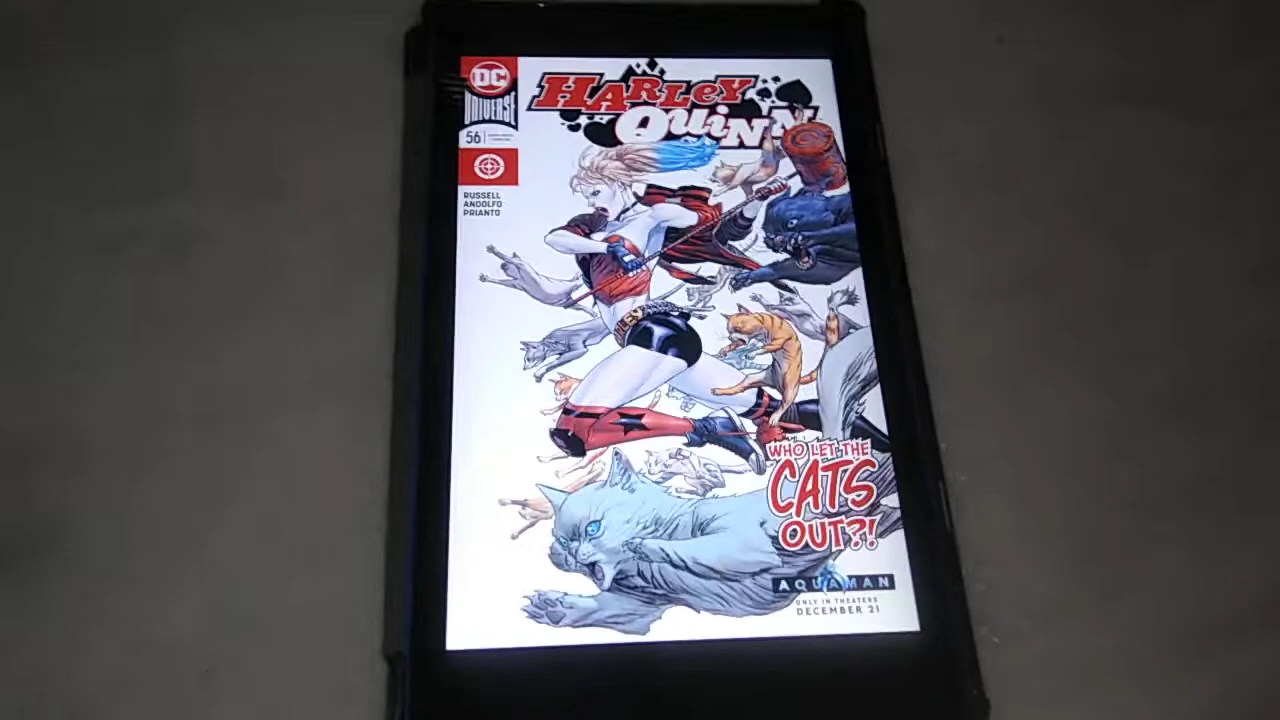 DC
UNIVERSE
56
RUSSELL
ANDOLFO
PRIANTO
HARLEY
QUINN
HARLEY
WHO LET THE
CATS
OUT?!
AQUAMAN
ONLY IN THEATERS
DECEMBER 21